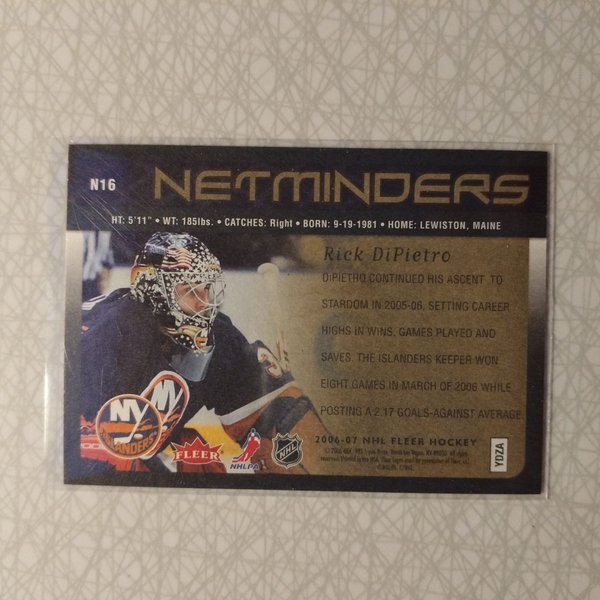 N16
NETMINDERS
HT: 5'11" • WT: 185lbs. • CATCHES: Right • BORN: 9-19-1981 • HOME: LEWISTON, MAINE
Rick DiPietro
DiPIETRO CONTINUED HIS ASCENT TO
STARDOM IN 2005-06, SETTING CAREER
HIGHS IN WINS, GAMES PLAYED AND
SAVES. THE ISLANDERS KEEPER WON
EIGHT GAMES IN MARCH OF 2006 WHILE
POSTING A 2.17 GOALS-AGAINST AVERAGE.
NY
ISLANDERS
NY
FLEER
NHLPA
NHL
2006-07 NHL FLEER HOCKEY
YDZA